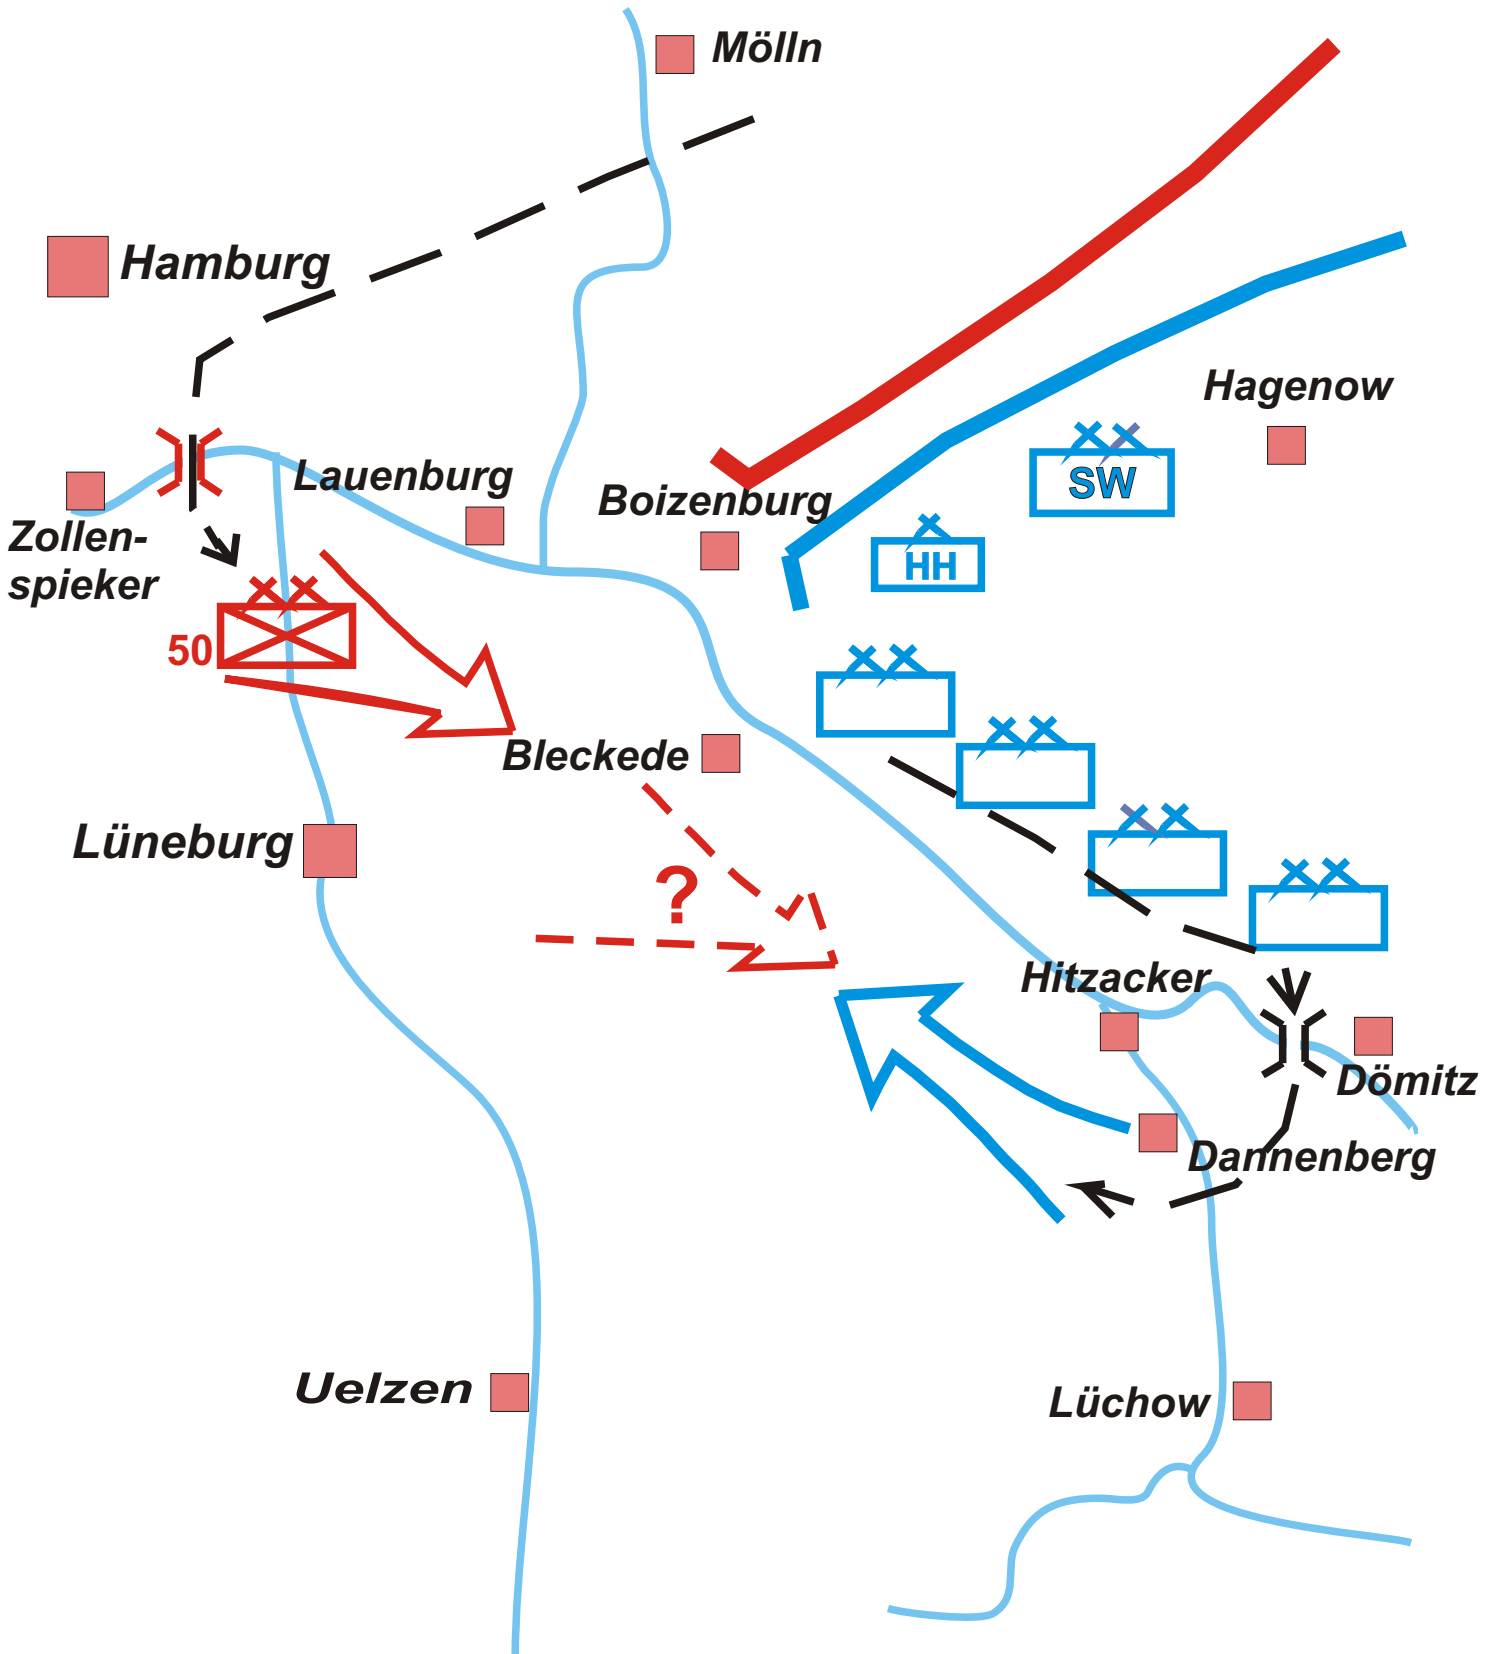 Mölln
Hamburg
Hagenow
Lauenburg
SW
Boizenburg
Zollen-
spieker
HH
50
Bleckede
Lüneburg
?
Hitzacker
Dömitz
Dannenberg
Uelzen
Lüchow